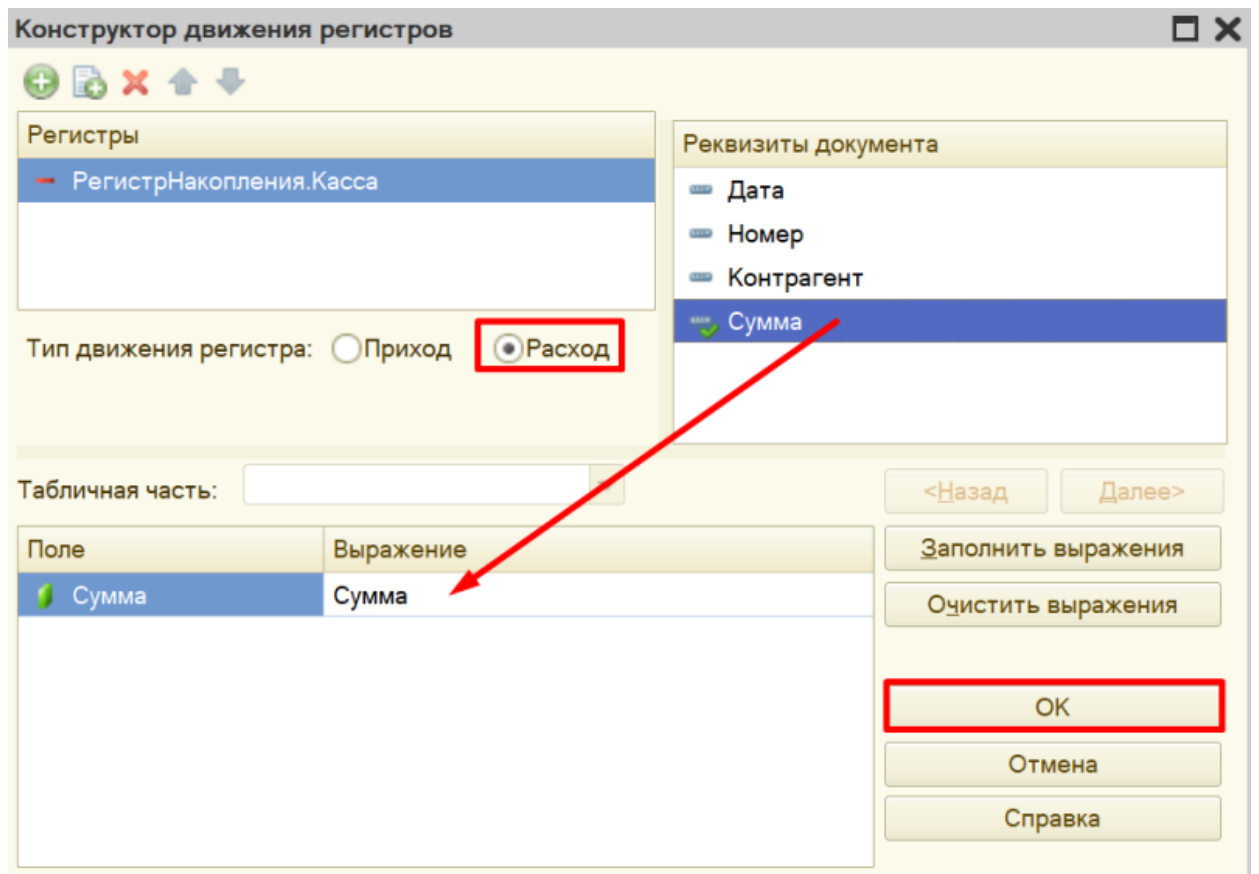 Конструктор движения регистров
Регистры
РегистрНакопления.Касса
Тип движения регистра: Приход Расход
Реквизиты документа
Дата
Номер
Контрагент
Сумма
Табличная часть:
<Назад Далее>
Поле Выражение
Сумма Сумма
Заполнить выражения
Очистить выражения
OK
Отмена
Справка